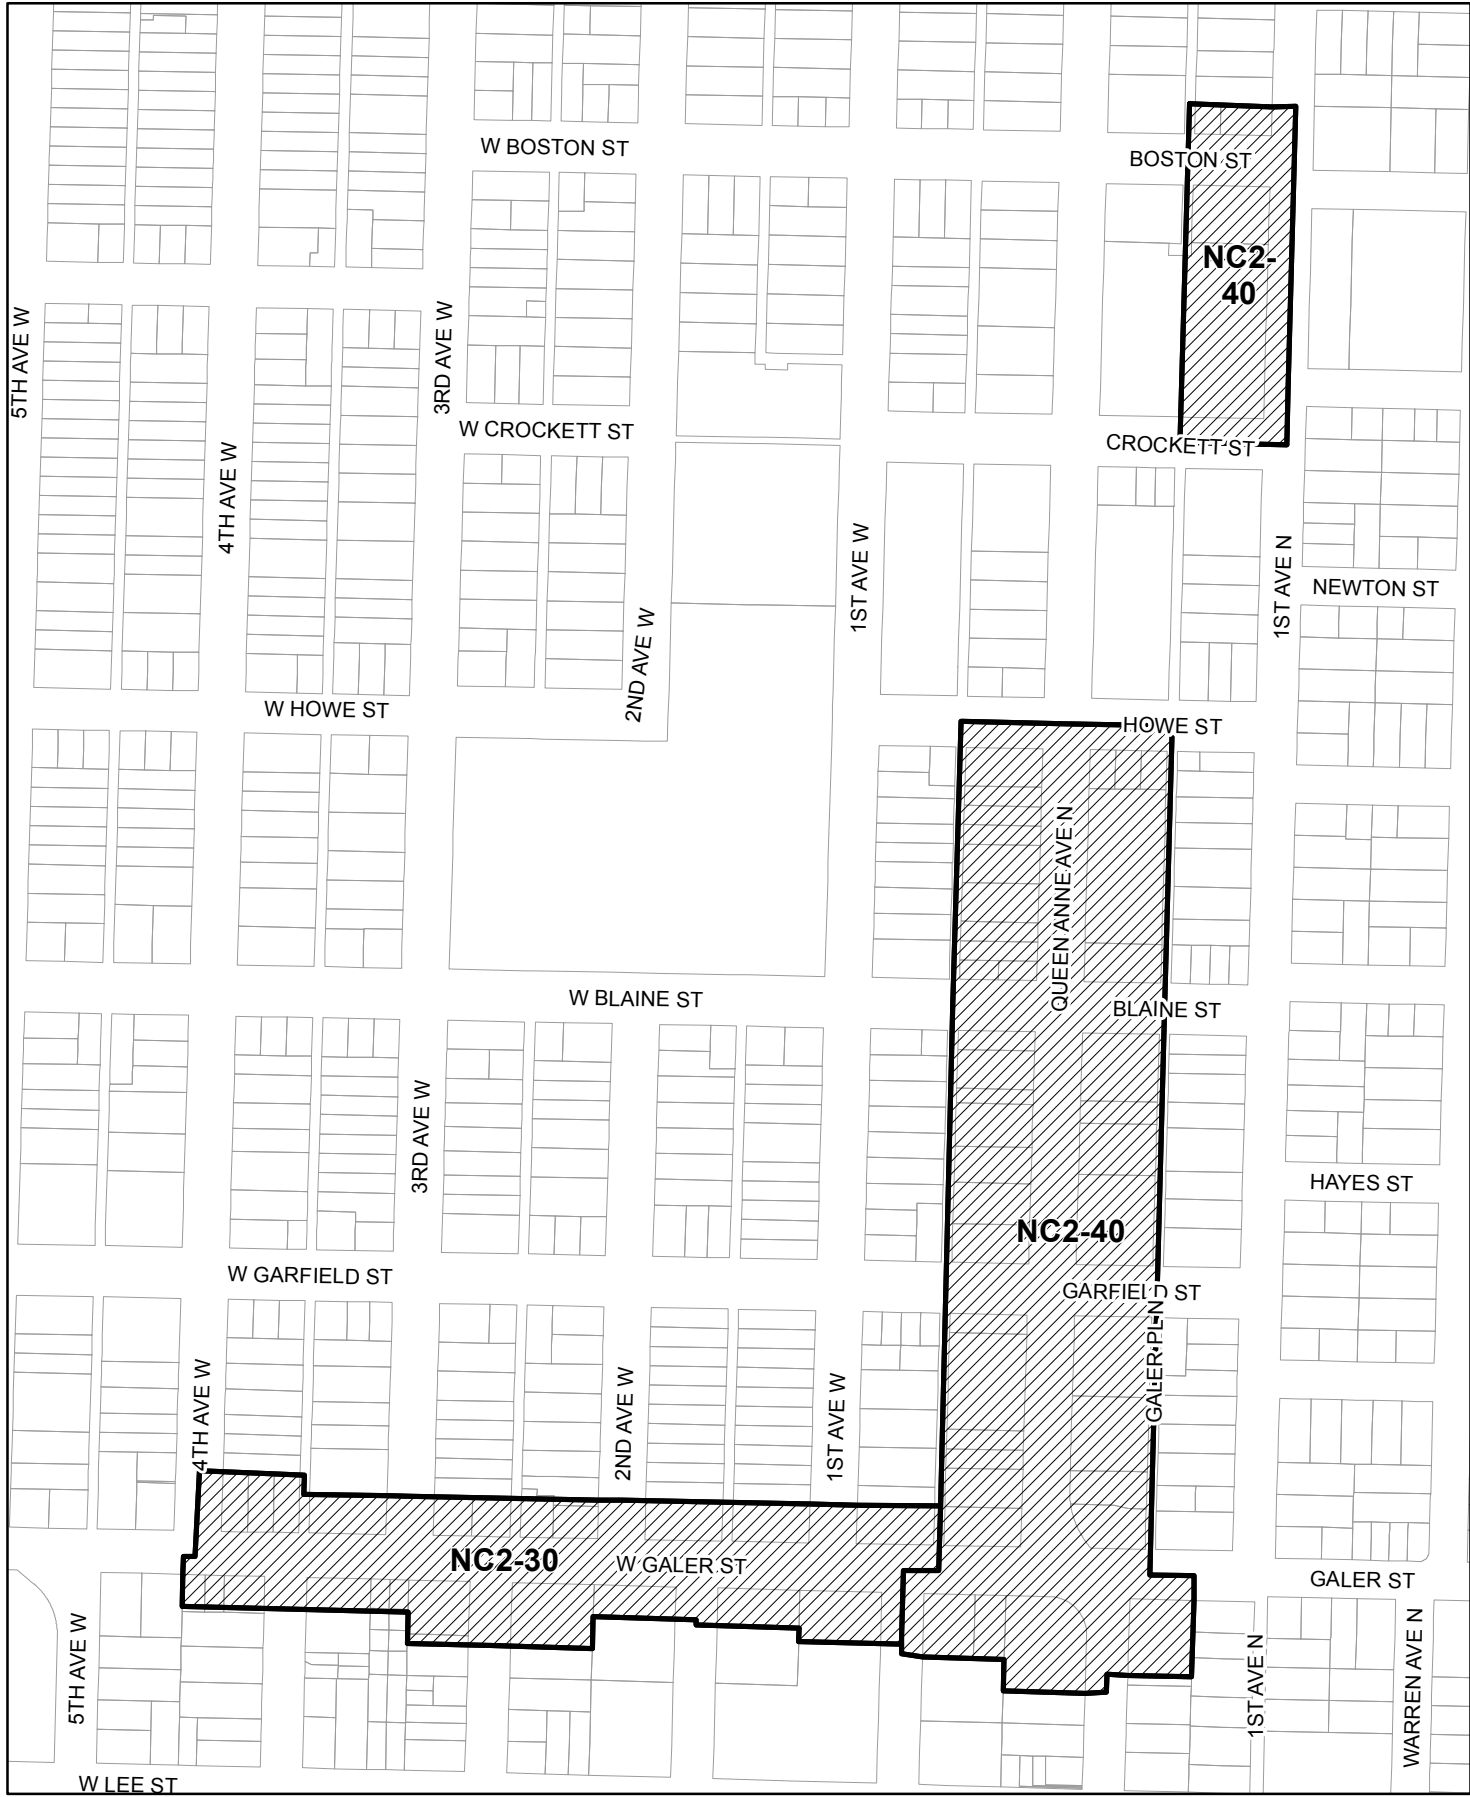 W BOSTON ST
BOSTON ST
NC2-
40
5TH AVE W
3RD AVE W
W CROCKETT ST
CROCKETT ST
4TH AVE W
1ST AVE W
1ST AVE N
NEWTON ST
2ND AVE W
W HOWE ST
HOWE ST
QUEEN ANNE AVE N
W BLAINE ST
BLAINE ST
3RD AVE W
HAYES ST
NC2-40
W GARFIELD ST
GARFIELD ST
GALER PL N
4TH AVE W
2ND AVE W
1ST AVE W
NC2-30
W GALER ST
GALER ST
5TH AVE W
1ST AVE N
WARREN AVE N
W LEE ST